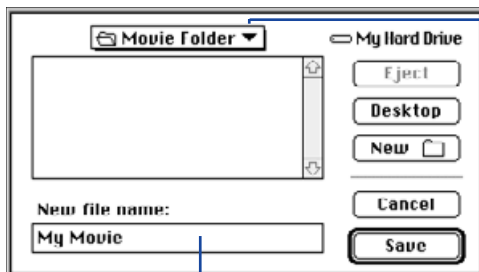 Movie Folder
My Hard Drive
Eject
Desktop
New
New file name:
My Movie
Cancel
Save